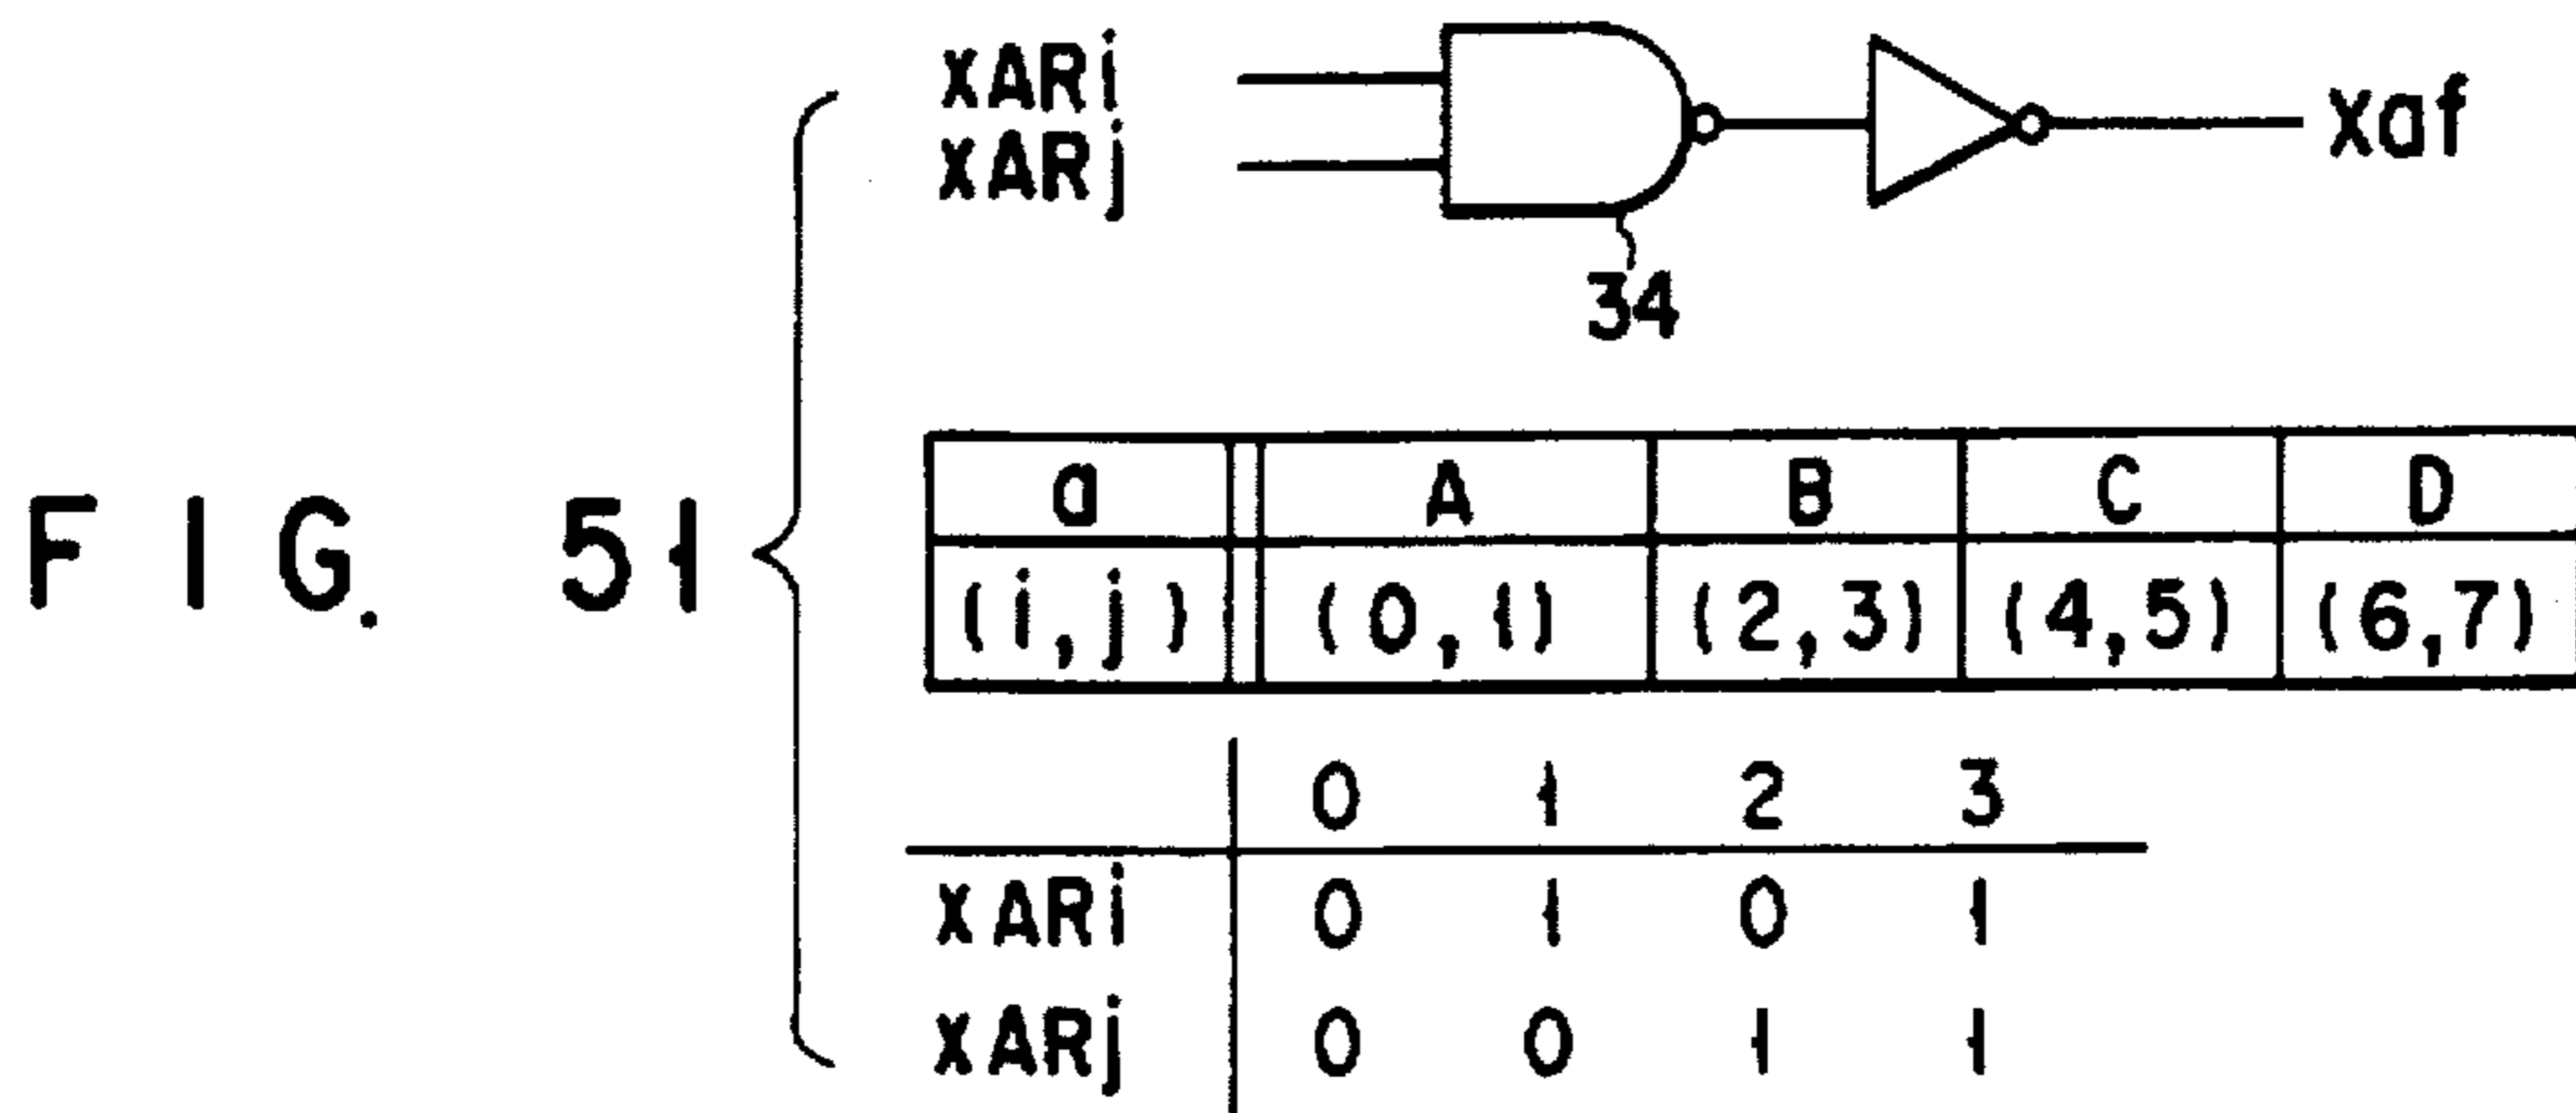 XARi
XARj
Xaf
34
FIG. 51
a A B C D
(i,j) (0,1) (2,3) (4,5) (6,7)
0 1 2 3
XARi 0 1 0 1
XARj 0 0 1 1